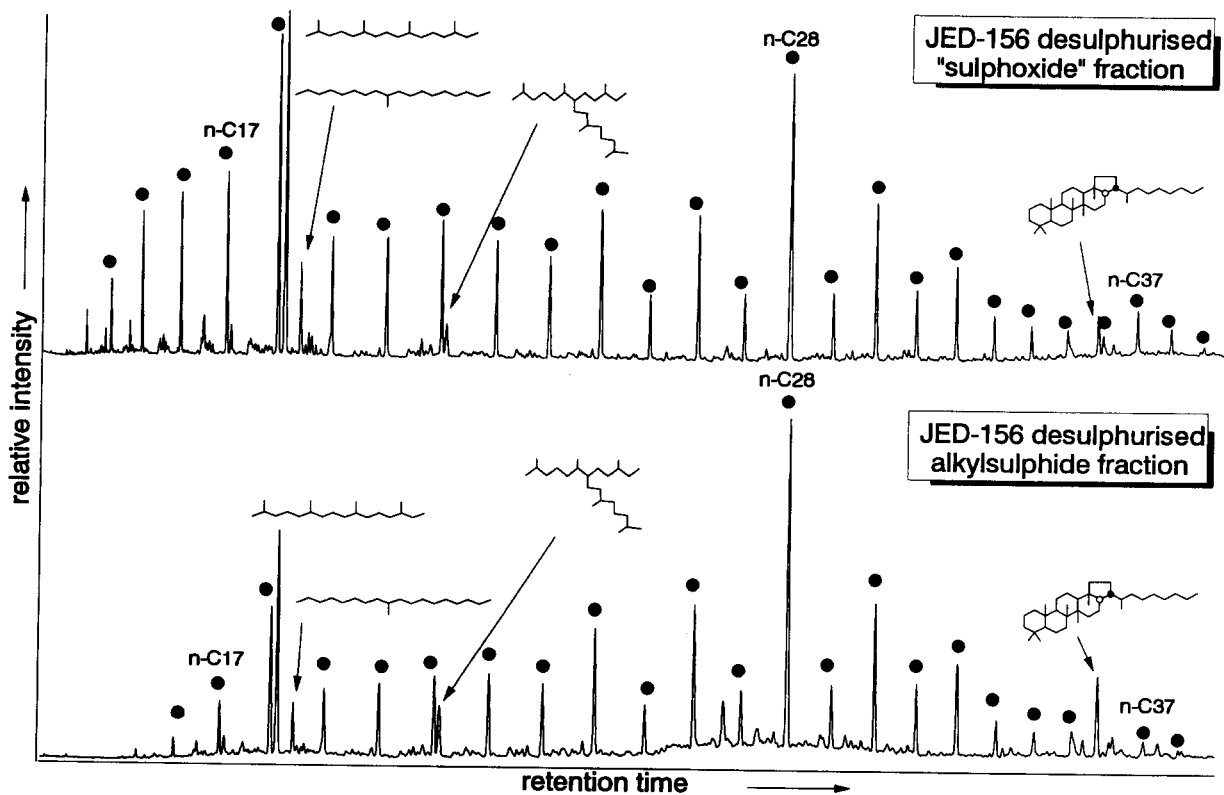 n-C28
JED-156 desulphurised
"sulphoxide" fraction
n-C17
n-C37
relative intensity
n-C28
JED-156 desulphurised
alkylsulphide fraction
n-C17
n-C37
retention time